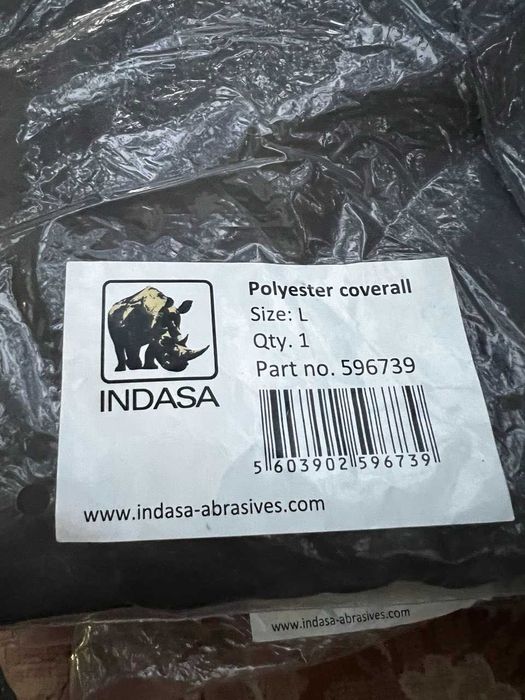 Polyester coverall
Size: L
Qty. 1
Part no. 596739
INDASA
5 603902 596739
www.indasa-abrasives.com
www.indasa-abrasives.com